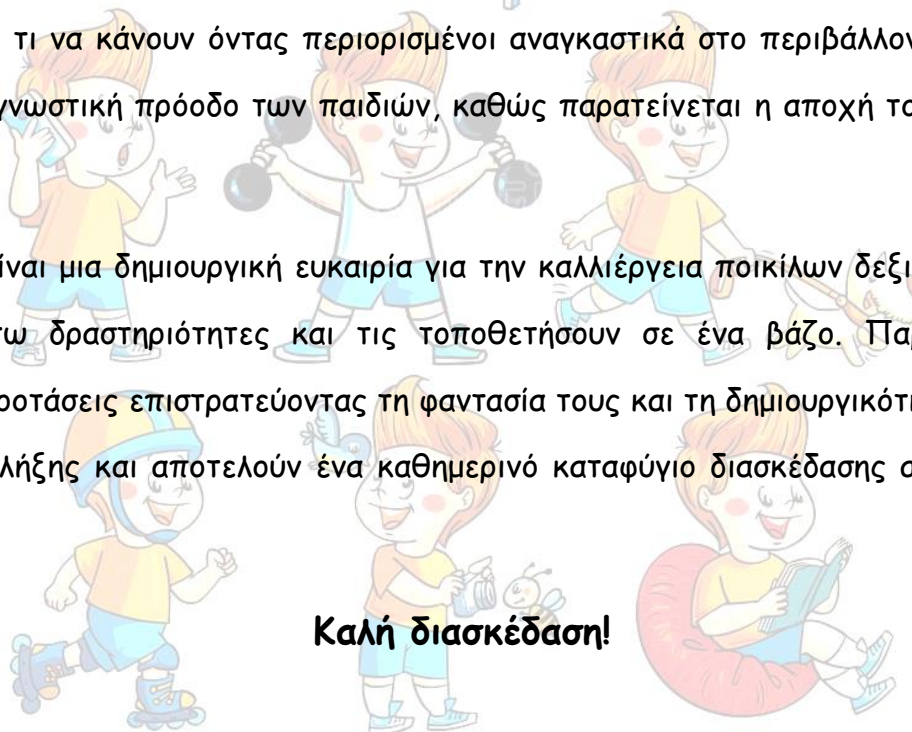 τι να κάνουν όντας περιορισμένοι αναγκαστικά στο περιβάλλον
γνωστική πρόοδο των παιδιών, καθώς παρατείνεται η αποχή το
ίναι μια δημιουργική ευκαιρία για την καλλιέργεια ποικίλων δεξι
τω δραστηριότητες και τις τοποθετήσουν σε ένα βάζο. Πα
ροτάσεις επιστρατεύοντας τη φαντασία τους και τη δημιουργικότη
λήξης και αποτελούν ένα καθημερινό καταφύγιο διασκέδασης α
Καλή διασκέδαση!